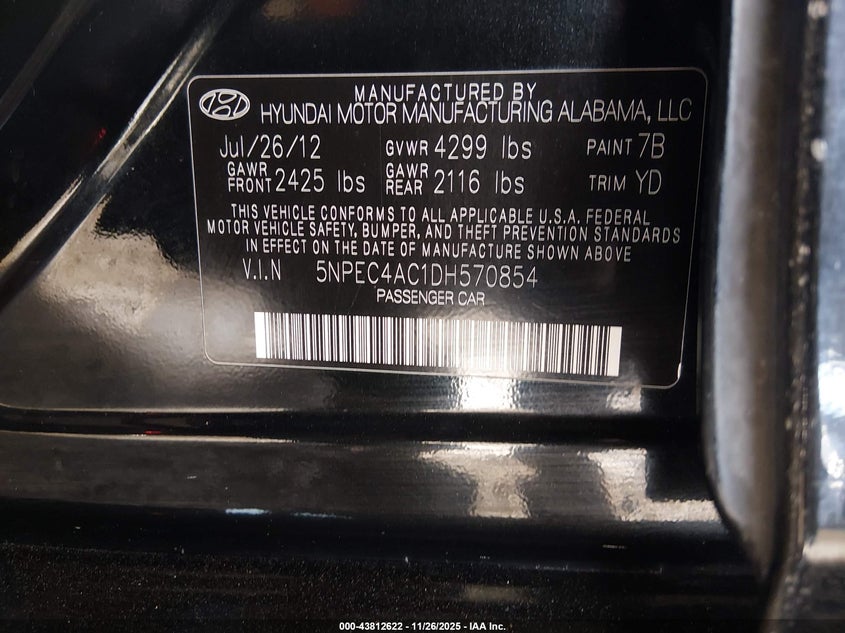 MANUFACTURED BY
HYUNDAI MOTOR MANUFACTURING ALABAMA, LLC
Jul/26/12 GVWR 4299 lbs PAINT 7B
GAWR FRONT 2425 lbs GAWR REAR 2116 lbs TRIM YD
THIS VEHICLE CONFORMS TO ALL APPLICABLE U.S.A. FEDERAL
MOTOR VEHICLE SAFETY, BUMPER, AND THEFT PREVENTION STANDARDS
IN EFFECT ON THE DATE OF MANUFACTURE SHOWN ABOVE
V.I.N 5NPEC4AC1DH570854
PASSENGER CAR
000-43812622 - 11/26/2025 - IAA Inc.